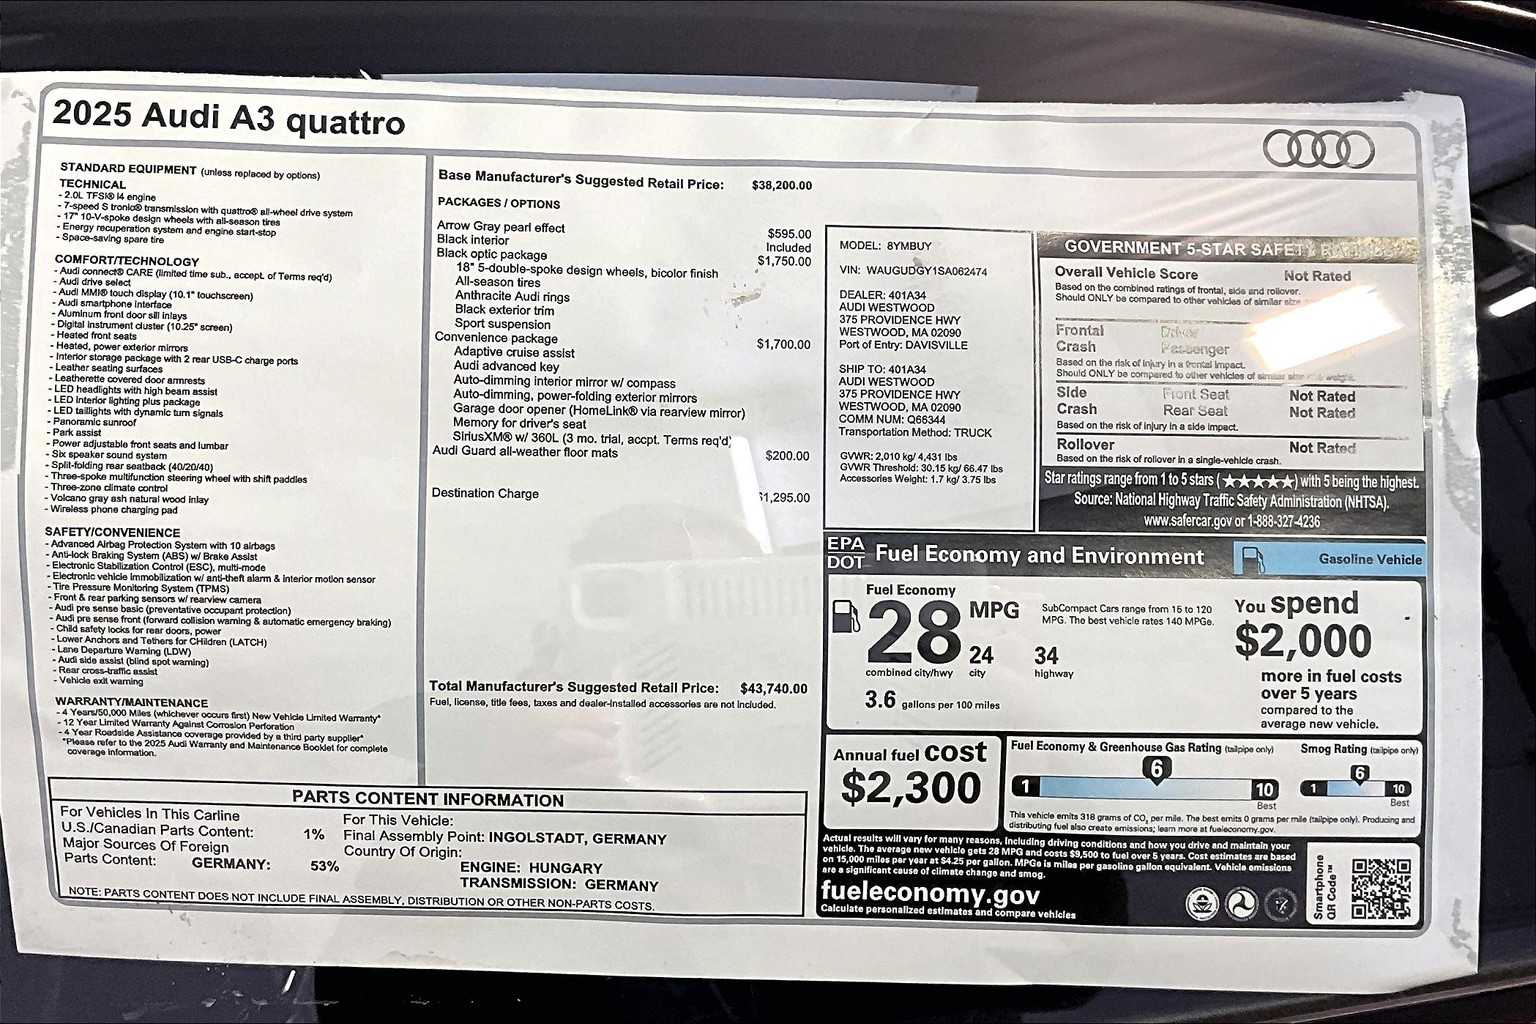 2025 Audi A3 quattro
STANDARD EQUIPMENT (unless replaced by options)
TECHNICAL
- 2.0L TFSI® I4 engine
- 7-speed S tronic® transmission with quattro® all-wheel drive system
- 17" 10-V-spoke design wheels with all-season tires
- Energy recuperation system and engine start-stop
- Space-saving spare tire
COMFORT/TECHNOLOGY
- Audi connect® CARE (limited time sub., accept. of Terms req'd)
- Audi drive select
- Audi MMI® touch display (10.1" touchscreen)
- Audi smartphone interface
- Aluminum front door sill inlays
- Digital instrument cluster (10.25" screen)
- Heated front seats
- Heated, power exterior mirrors
- Interior storage package with 2 rear USB-C charge ports
- Leather seating surfaces
- Leatherette covered door armrests
- LED headlights with high beam assist
- LED interior lighting plus package
- LED taillights with dynamic turn signals
- Panoramic sunroof
- Park assist
- Power adjustable front seats and lumbar
- Six speaker sound system
- Split-folding rear seatback (40/20/40)
- Three-spoke multifunction steering wheel with shift paddles
- Three-zone climate control
- Volcano gray ash natural wood inlay
- Wireless phone charging pad
SAFETY/CONVENIENCE
- Advanced Airbag Protection System with 10 airbags
- Anti-lock Braking System (ABS) w/ Brake Assist
- Electronic Stabilization Control (ESC), multi-mode
- Electronic vehicle immobilization w/ anti-theft alarm & interior motion sensor
- Tire Pressure Monitoring System (TPMS)
- Front & rear parking sensors w/ rearview camera
- Audi pre sense basic (preventative occupant protection)
- Audi pre sense front (forward collision warning & automatic emergency braking)
- Child safety locks for rear doors, power
- Lower Anchors and Tethers for CHildren (LATCH)
- Lane Departure Warning (LDW)
- Audi side assist (blind spot warning)
- Rear cross-traffic assist
- Vehicle exit warning
WARRANTY/MAINTENANCE
- 4 Years/50,000 Miles (whichever occurs first) New Vehicle Limited Warranty*
- 12 Year Limited Warranty Against Corrosion Perforation
- 4 Year Roadside Assistance coverage provided by a third party supplier*
*Please refer to the 2025 Audi Warranty and Maintenance Booklet for complete
coverage information.
Base Manufacturer's Suggested Retail Price: $38,200.00
PACKAGES / OPTIONS
Arrow Gray pearl effect $595.00
Black interior Included
Black optic package $1,750.00
18" 5-double-spoke design wheels, bicolor finish
All-season tires
Anthracite Audi rings
Black exterior trim
Sport suspension
Convenience package $1,700.00
Adaptive cruise assist
Audi advanced key
Auto-dimming interior mirror w/ compass
Auto-dimming, power-folding exterior mirrors
Garage door opener (HomeLink® via rearview mirror)
Memory for driver's seat
SiriusXM® w/ 360L (3 mo. trial, accpt. Terms req'd)
Audi Guard all-weather floor mats $200.00
Destination Charge $1,295.00
Total Manufacturer's Suggested Retail Price: $43,740.00
Fuel, license, title fees, taxes and dealer-installed accessories are not included.
MODEL: 8YMBUY
VIN: WAUGUDGY1SA062474
DEALER: 401A34
AUDI WESTWOOD
375 PROVIDENCE HWY
WESTWOOD, MA 02090
Port of Entry: DAVISVILLE
SHIP TO: 401A34
AUDI WESTWOOD
375 PROVIDENCE HWY
WESTWOOD, MA 02090
COMM NUM: Q66344
Transportation Method: TRUCK
GVWR: 2,010 kg/ 4,431 lbs
GVWR Threshold: 30.15 kg/ 66.47 lbs
Accessories Weight: 1.7 kg/ 3.75 lbs
GOVERNMENT 5-STAR SAFETY RATINGS
Overall Vehicle Score Not Rated
Based on the combined ratings of frontal, side and rollover.
Should ONLY be compared to other vehicles of similar size
Frontal Driver
Crash Passenger
Based on the risk of injury in a frontal impact.
Should ONLY be compared to other vehicles of similar size and weight.
Side Front Seat Not Rated
Crash Rear Seat Not Rated
Based on the risk of injury in a side impact.
Rollover Not Rated
Based on the risk of rollover in a single-vehicle crash.
Star ratings range from 1 to 5 stars (★★★★★) with 5 being the highest.
Source: National Highway Traffic Safety Administration (NHTSA).
www.safercar.gov or 1-888-327-4236
EPA
DOT Fuel Economy and Environment
Gasoline Vehicle
Fuel Economy
28 MPG
24 34
combined city/hwy city highway
3.6 gallons per 100 miles
SubCompact Cars range from 15 to 120
MPG. The best vehicle rates 140 MPGe.
You spend
$2,000
more in fuel costs
over 5 years
compared to the
average new vehicle.
Annual fuel cost
$2,300
Fuel Economy & Greenhouse Gas Rating (tailpipe only)
6
1 10
Best
Smog Rating (tailpipe only)
6
1 10
Best
This vehicle emits 318 grams of CO2 per mile. The best emits 0 grams per mile (tailpipe only). Producing and
distributing fuel also create emissions; learn more at fueleconomy.gov.
Actual results will vary for many reasons, including driving conditions and how you drive and maintain your
vehicle. The average new vehicle gets 28 MPG and costs $9,500 to fuel over 5 years. Cost estimates are based
on 15,000 miles per year at $4.25 per gallon. MPGe is miles per gasoline gallon equivalent. Vehicle emissions
are a significant cause of climate change and smog.
fueleconomy.gov
Calculate personalized estimates and compare vehicles
Smartphone
QR Code™
PARTS CONTENT INFORMATION
For Vehicles In This Carline
U.S./Canadian Parts Content: 1%
Major Sources Of Foreign
Parts Content: GERMANY: 53%
For This Vehicle:
Final Assembly Point: INGOLSTADT, GERMANY
Country Of Origin:
ENGINE: HUNGARY
TRANSMISSION: GERMANY
NOTE: PARTS CONTENT DOES NOT INCLUDE FINAL ASSEMBLY, DISTRIBUTION OR OTHER NON-PARTS COSTS.